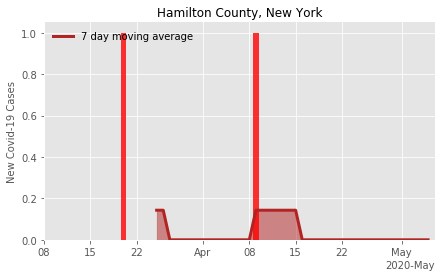 Hamilton County, New York
7 day moving average
New Covid-19 Cases
1.0
0.8
0.6
0.4
0.2
0.0
08 15 22 Apr 08 15 22 May
2020-May